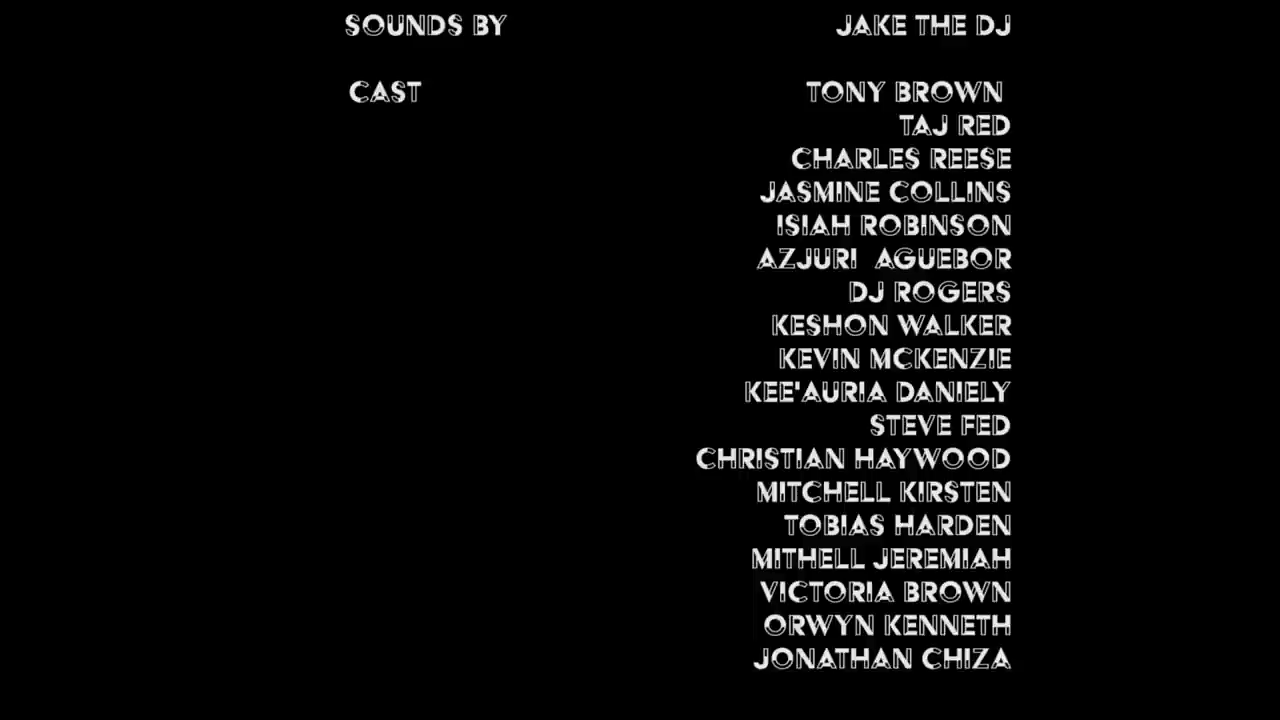 SOUNDS BY JAKE THE DJ
CAST TONY BROWN
TAJ RED
CHARLES REESE
JASMINE COLLINS
ISIAH ROBINSON
AZJURI AGUEBOR
DJ ROGERS
KESHON WALKER
KEVIN MCKENZIE
KEE'AURIA DANIELY
STEVE FED
CHRISTIAN HAYWOOD
MITCHELL KIRSTEN
TOBIAS HARDEN
MITHELL JEREMIAH
VICTORIA BROWN
ORWYN KENNETH
JONATHAN CHIZA